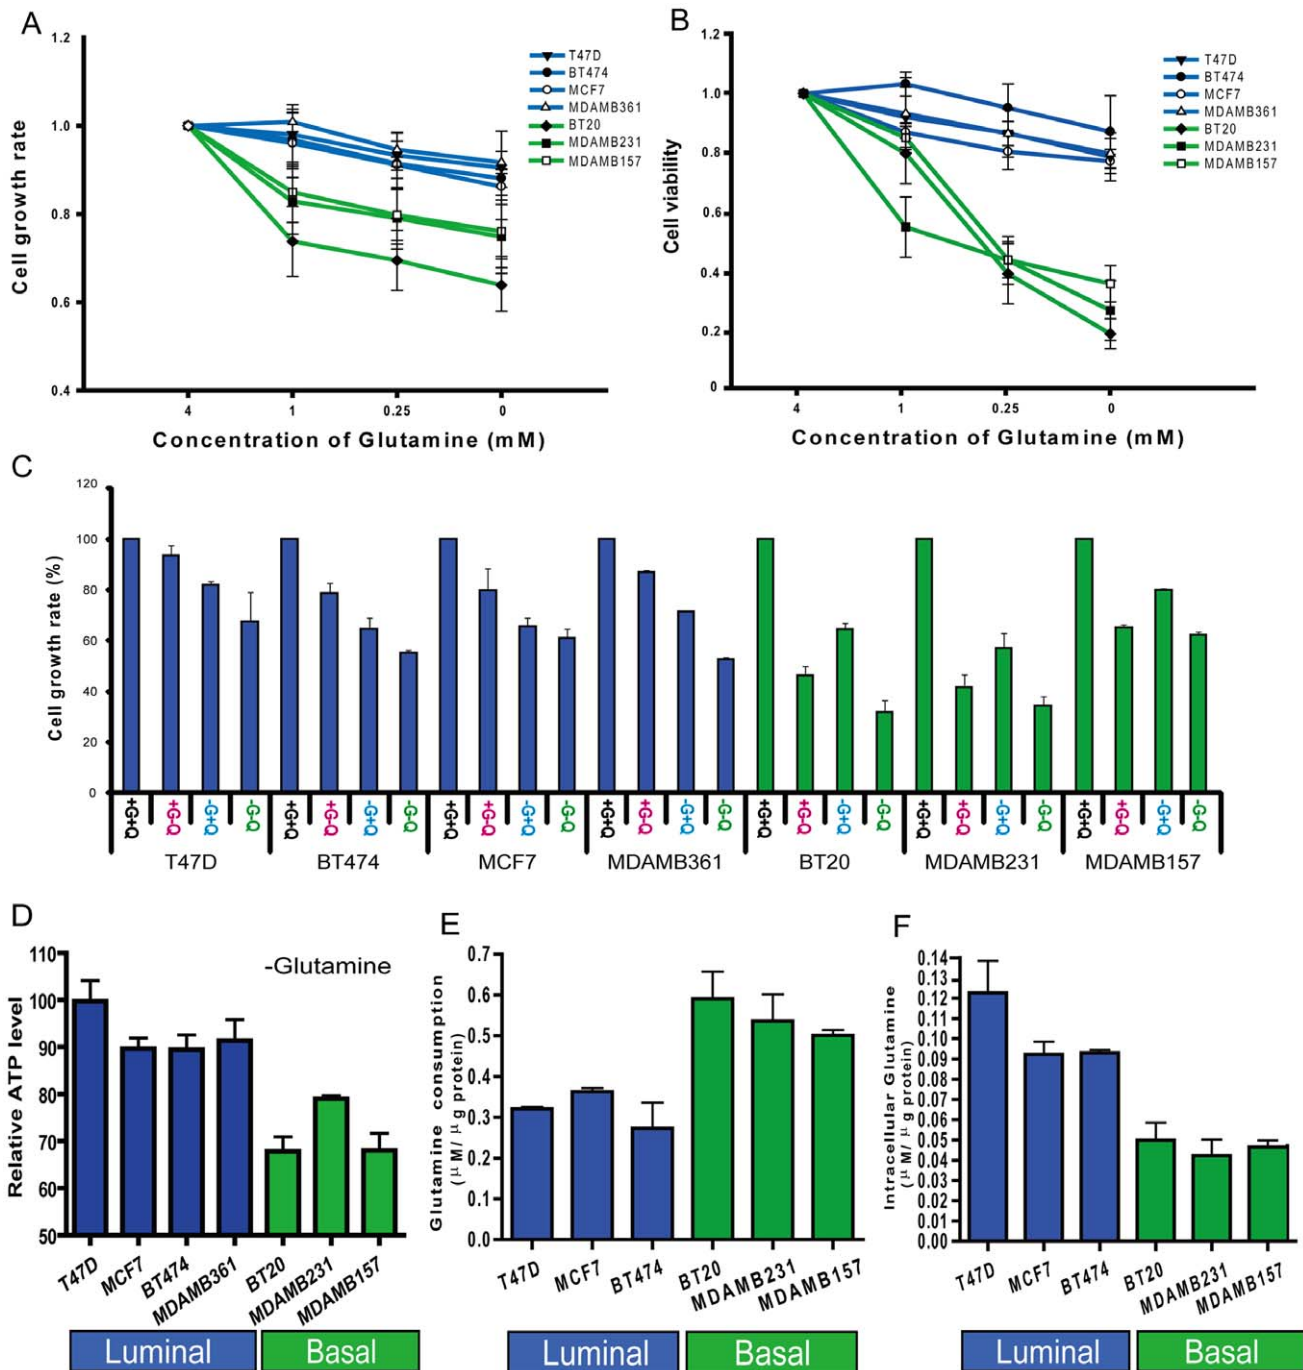 A
1.2
1.0
0.8
0.6
0.4
Cell growth rate
4 1 0.25 0
Concentration of Glutamine (mM)
T47D
BT474
MCF7
MDAMB361
BT20
MDAMB231
MDAMB157
B
1.2
1.0
0.8
0.6
0.4
0.2
0
Cell viability
4 1 0.25 0
Concentration of Glutamine (mM)
T47D
BT474
MCF7
MDAMB361
BT20
MDAMB231
MDAMB157
C
120
100
80
60
40
20
0
Cell growth rate (%)
+G+Q +G-Q -G+Q -G-Q +G+Q +G-Q -G+Q -G-Q +G+Q +G-Q -G+Q -G-Q +G+Q +G-Q -G+Q -G-Q +G+Q +G-Q -G+Q -G-Q +G+Q +G-Q -G+Q -G-Q +G+Q +G-Q -G+Q -G-Q
T47D BT474 MCF7 MDAMB361 BT20 MDAMB231 MDAMB157
D
110
100
90
80
70
60
50
Relative ATP level
-Glutamine
T47D MCF7 BT474 MDAMB361 BT20 MDAMB231 MDAMB157
Luminal Basal
E
0.7
0.6
0.5
0.4
0.3
0.2
0.1
0.0
Glutamine consumption
(μM/ μg protein)
T47D MCF7 BT474 BT20 MDAMB231 MDAMB157
Luminal Basal
F
0.14
0.13
0.12
0.11
0.10
0.09
0.08
0.07
0.06
0.05
0.04
0.03
0.02
0.01
0.00
Intracellular Glutamine
(μM/ μg protein)
T47D MCF7 BT474 BT20 MDAMB231 MDAMB157
Luminal Basal